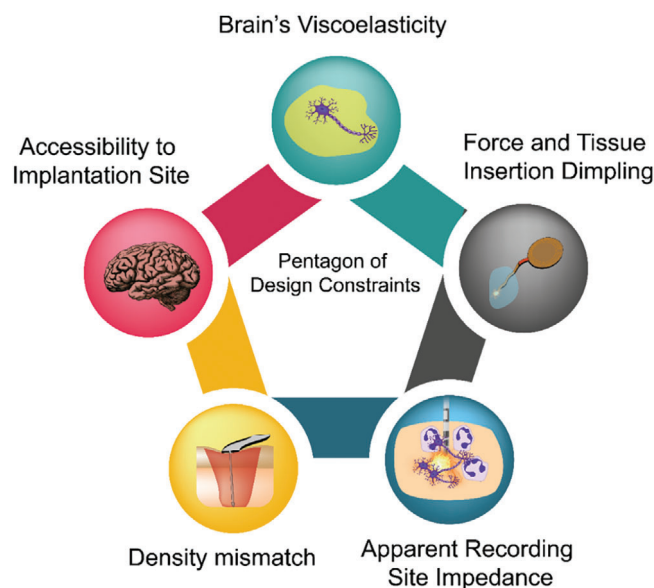 Brain's Viscoelasticity
Accessibility to
Implantation Site
Force and Tissue
Insertion Dimpling
Pentagon of
Design Constraints
Density mismatch
Apparent Recording
Site Impedance